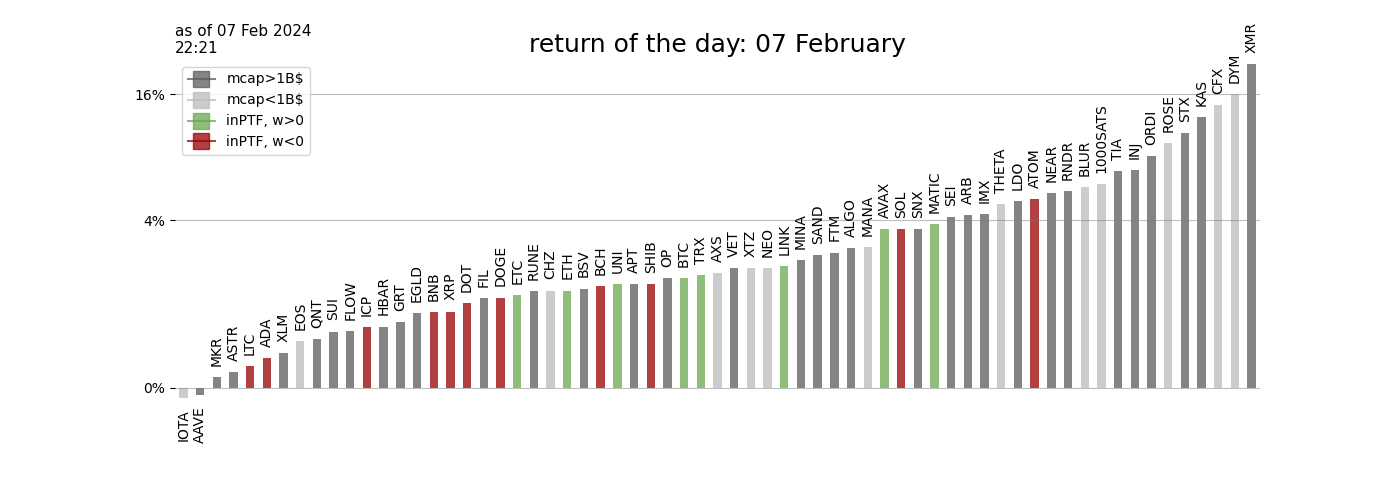 as of 07 Feb 2024
22:21
return of the day: 07 February
mcap>1B$
mcap<1B$
inPTF, w>0
inPTF, w<0
16%
4%
0%
IOTA
AAVE
MKR
ASTR
LTC
ADA
XLM
EOS
QNT
SUI
FLOW
ICP
HBAR
GRT
EGLD
BNB
XRP
DOT
FIL
DOGE
ETC
RUNE
CHZ
ETH
BSV
BCH
UNI
APT
SHIB
OP
BTC
TRX
AXS
VET
XTZ
NEO
LINK
MINA
SAND
FTM
ALGO
MANA
AVAX
SOL
SNX
MATIC
SEI
ARB
IMX
THETA
LDO
ATOM
NEAR
RNDR
BLUR
1000SATS
TIA
INJ
ORDI
ROSE
STX
KAS
CFX
DYM
XMR